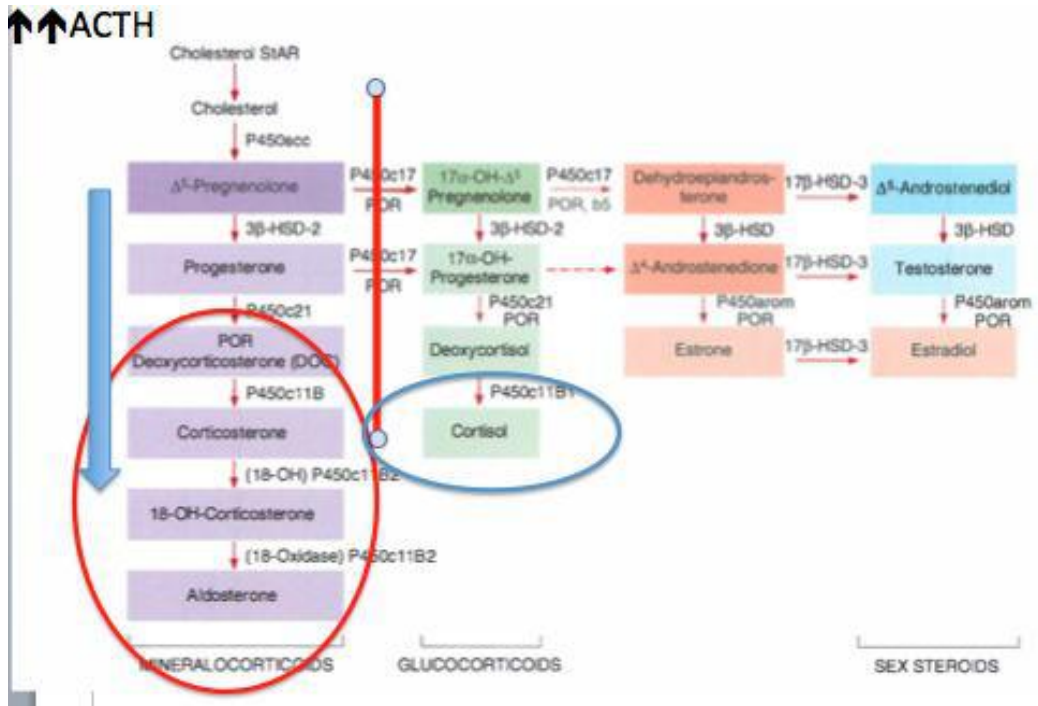 ↑↑ACTH
Cholesterol StAR
Cholesterol
P450scc
Δ⁵-Pregnenolone
P450c17
POR
17α-OH-Δ⁵
Pregnenolone
P450c17
POR, b5
Dehydroepiandros-
terone
17β-HSD-3
Δ⁵-Androstenediol
3β-HSD-2
3β-HSD-2
3β-HSD
3β-HSD
Progesterone
P450c17
POR
17α-OH-
Progesterone
Δ⁴-Androstenedione
17β-HSD-3
Testosterone
P450c21
P450c21
POR
P450arom
POR
P450arom
POR
POR
Deoxycorticosterone (DOC)
Deoxycortisol
Estrone
17β-HSD-3
Estradiol
P450c11B
P450c11B1
Corticosterone
Cortisol
(18-OH) P450c11B2
18-OH-Corticosterone
(18-Oxidase) P450c11B2
Aldosterone
MINERALOCORTICOIDS
GLUCOCORTICOIDS
SEX STEROIDS